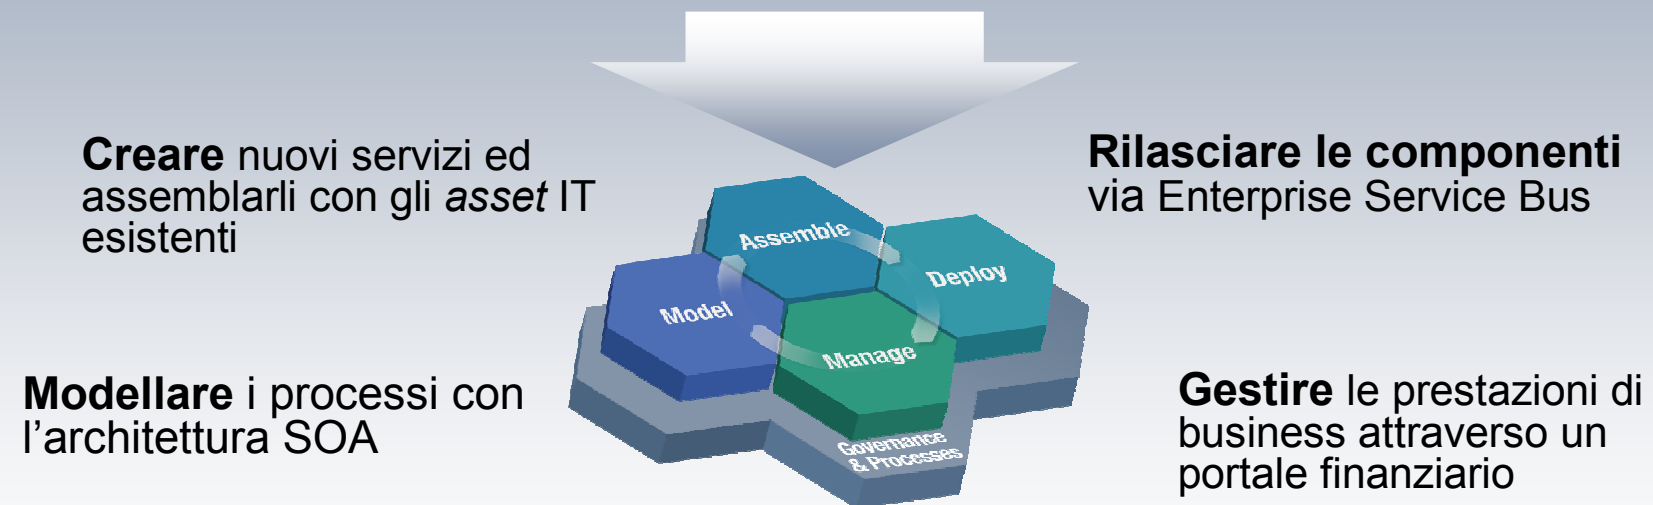 Creare nuovi servizi ed
assemblarli con gli asset IT
esistenti
Rilasciare le componenti
via Enterprise Service Bus
Assemble
Deploy
Model
Manage
Governance
& Processes
Modellare i processi con
l’architettura SOA
Gestire le prestazioni di
business attraverso un
portale finanziario